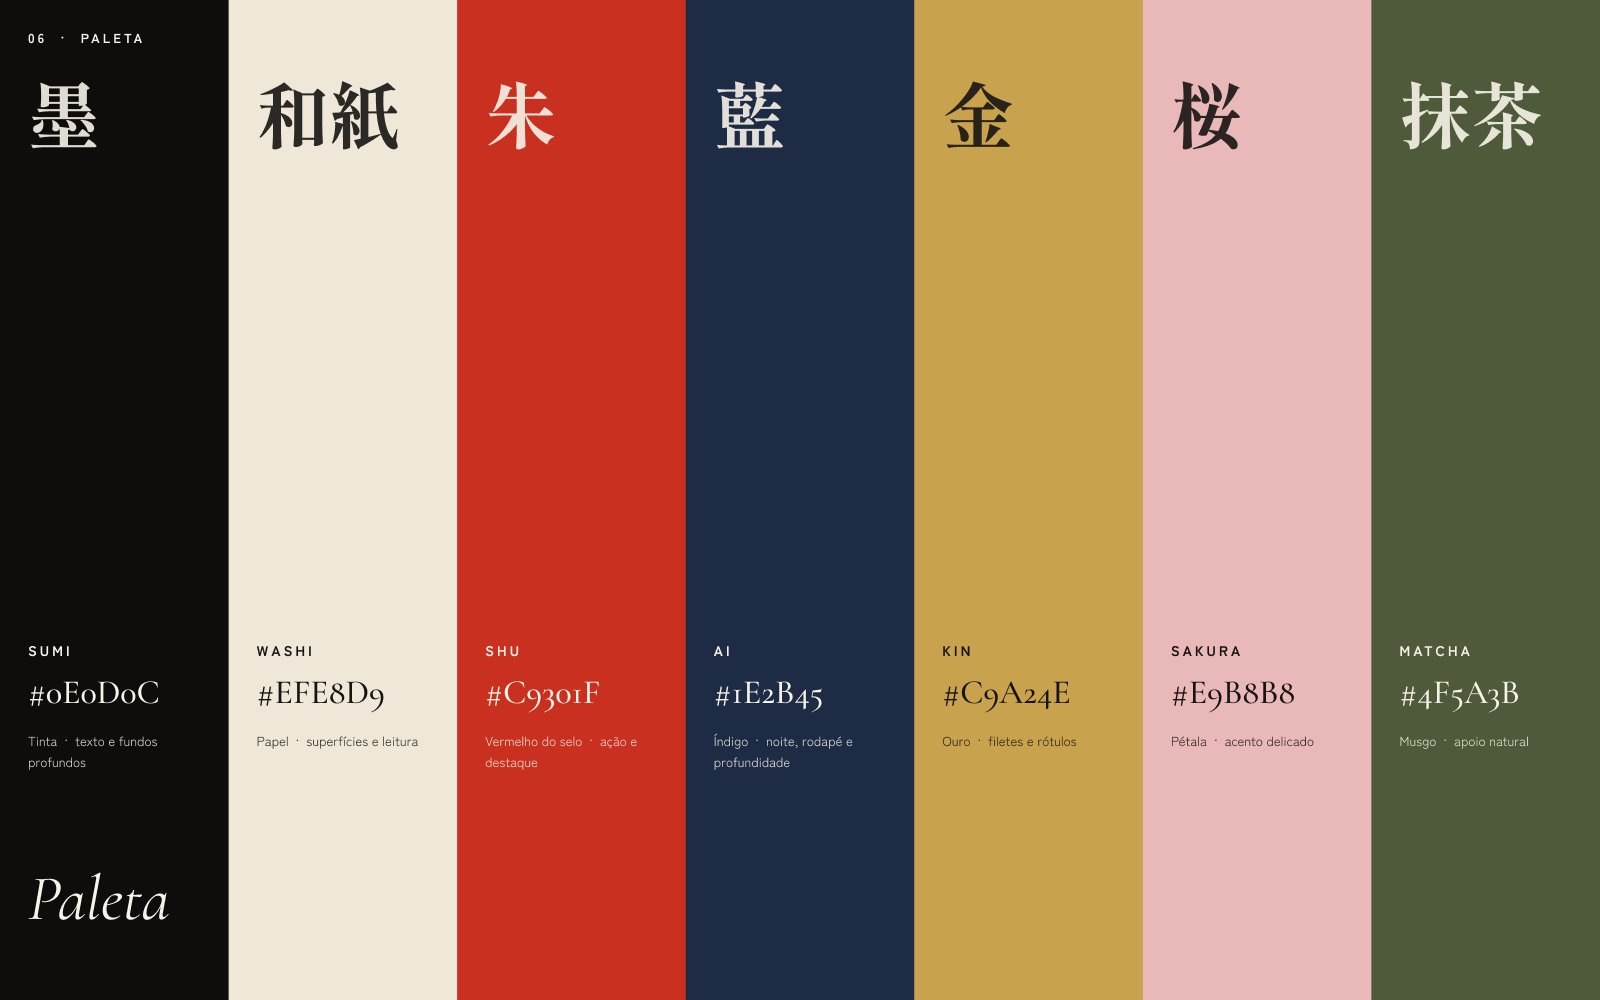 06 · PALETA
墨
SUMI
#0E0D0C
Tinta · texto e fundos
profundos
Paleta
和紙
WASHI
#EFE8D9
Papel · superfícies e leitura
朱
SHU
#C9301F
Vermelho do selo · ação e
destaque
藍
AI
#1E2B45
Índigo · noite, rodapé e
profundidade
金
KIN
#C9A24E
Ouro · filetes e rótulos
桜
SAKURA
#E9B8B8
Pétala · acento delicado
抹茶
MATCHA
#4F5A3B
Musgo · apoio natural